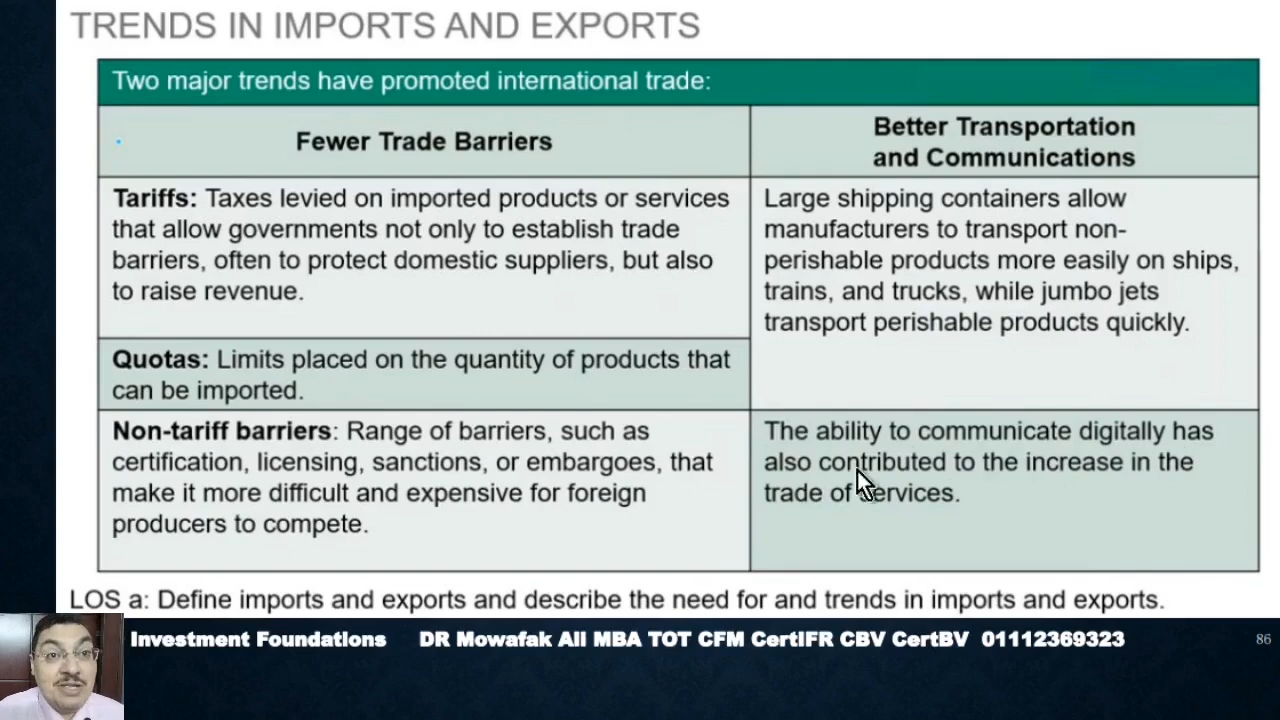 TRENDS IN IMPORTS AND EXPORTS
Two major trends have promoted international trade:
Fewer Trade Barriers
Better Transportation
and Communications
Tariffs: Taxes levied on imported products or services
that allow governments not only to establish trade
barriers, often to protect domestic suppliers, but also
to raise revenue.
Large shipping containers allow
manufacturers to transport non-
perishable products more easily on ships,
trains, and trucks, while jumbo jets
transport perishable products quickly.
Quotas: Limits placed on the quantity of products that
can be imported.
Non-tariff barriers: Range of barriers, such as
certification, licensing, sanctions, or embargoes, that
make it more difficult and expensive for foreign
producers to compete.
The ability to communicate digitally has
also contributed to the increase in the
trade of services.
LOS a: Define imports and exports and describe the need for and trends in imports and exports.
Investment Foundations DR Mowafak Ali MBA TOT CFM CertIFR CBV CertBV 01112369323
86